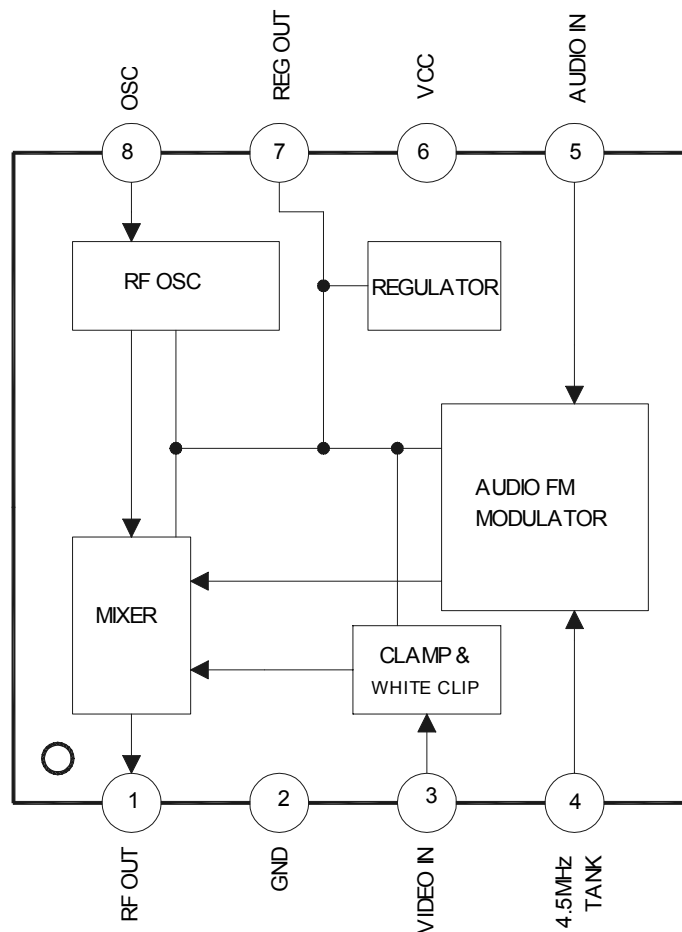 OSC
REG OUT
VCC
AUDIO IN
8
7
6
5
RF OSC
REGULATOR
AUDIO FM
MODULATOR
MIXER
CLAMP &
WHITE CLIP
1
2
3
4
RF OUT
GND
VIDEO IN
4.5MHz
TANK